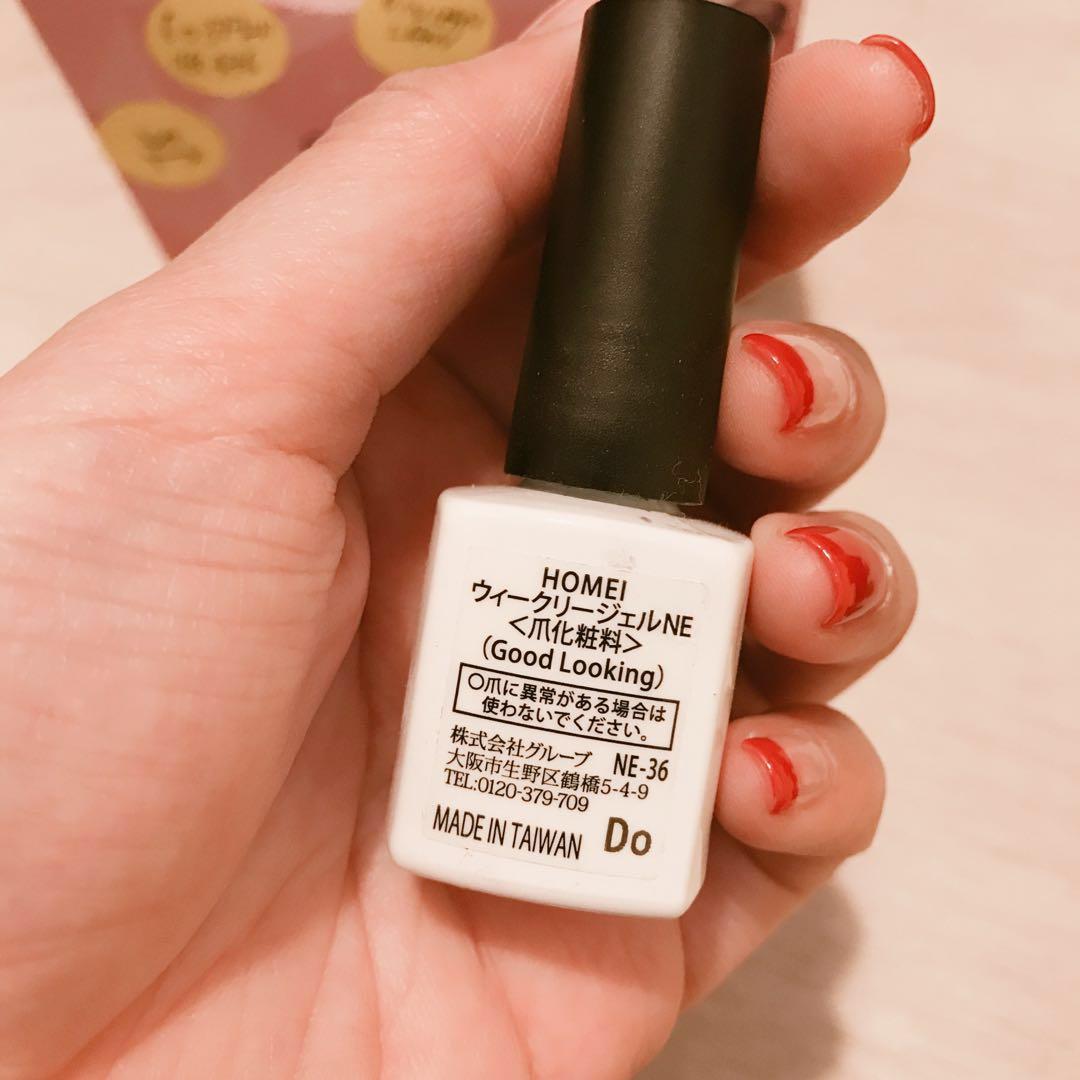 HOMEI
ウィークリージェルNE
＜爪化粧料＞
(Good Looking)
○爪に異常がある場合は
使わないでください。
株式会社グルーブ NE-36
大阪市生野区鶴橋5-4-9
TEL:0120-379-709
MADE IN TAIWAN Do